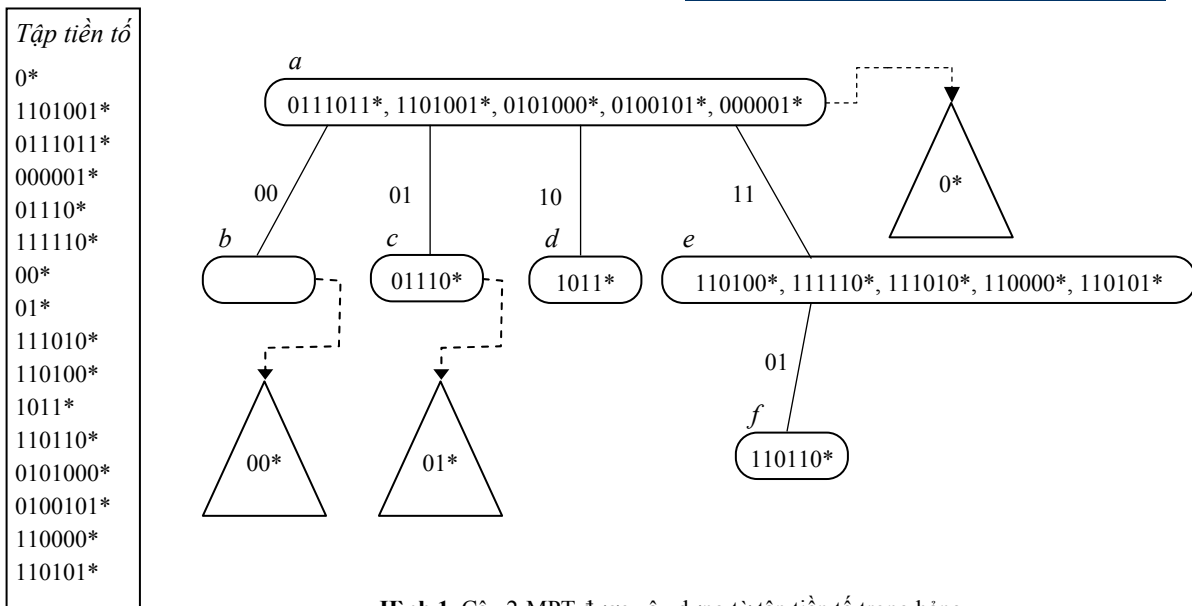 Tập tiền tố
0*
1101001*
0111011*
000001*
01110*
111110*
00*
01*
111010*
110100*
1011*
110110*
0101000*
0100101*
110000*
110101*
a
0111011*, 1101001*, 0101000*, 0100101*, 000001*
0*
00
01
10
11
b
c
d
e
01110*
1011*
110100*, 111110*, 111010*, 110000*, 110101*
01
f
00*
01*
110110*
Hình 1. Cây 2-MPT được xây dựng từ tập tiền tố trong bảng